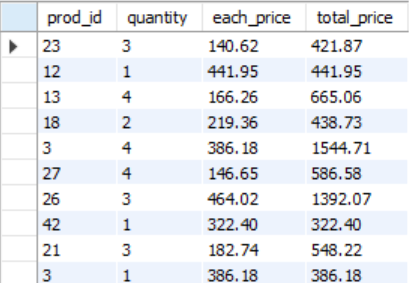 prod_id quantity each_price total_price
23 3 140.62 421.87
12 1 441.95 441.95
13 4 166.26 665.06
18 2 219.36 438.73
3 4 386.18 1544.71
27 4 146.65 586.58
26 3 464.02 1392.07
42 1 322.40 322.40
21 3 182.74 548.22
3 1 386.18 386.18